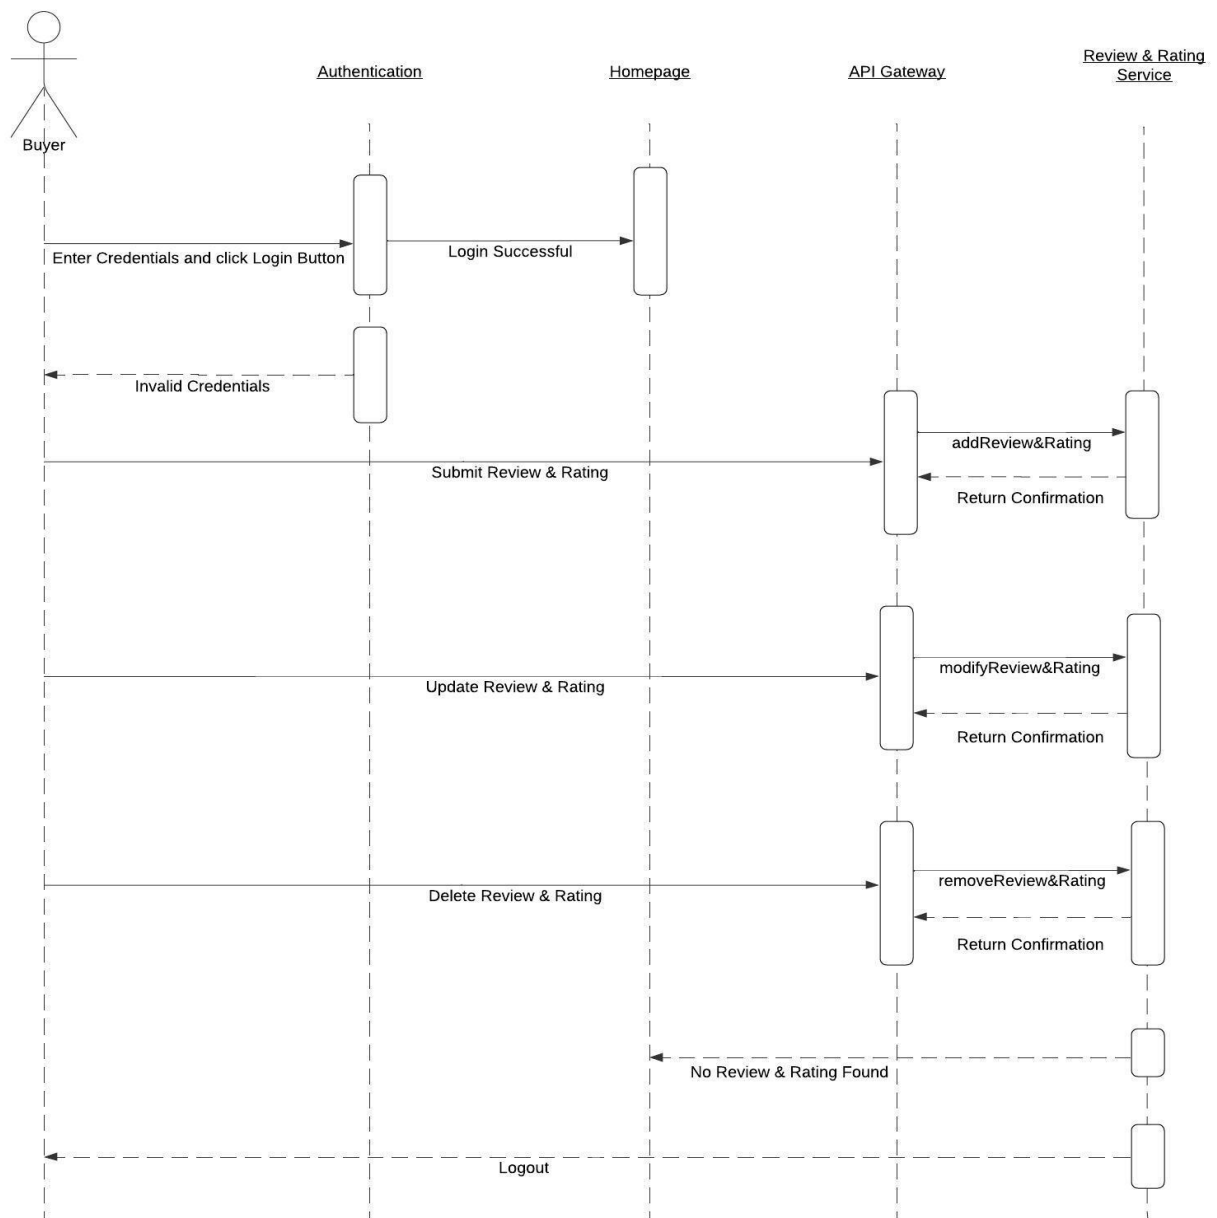 Authentication
Homepage
API Gateway
Review & Rating
Service
Buyer
Enter Credentials and click Login Button
Login Successful
Invalid Credentials
addReview&Rating
Submit Review & Rating
Return Confirmation
modifyReview&Rating
Update Review & Rating
Return Confirmation
removeReview&Rating
Delete Review & Rating
Return Confirmation
No Review & Rating Found
Logout